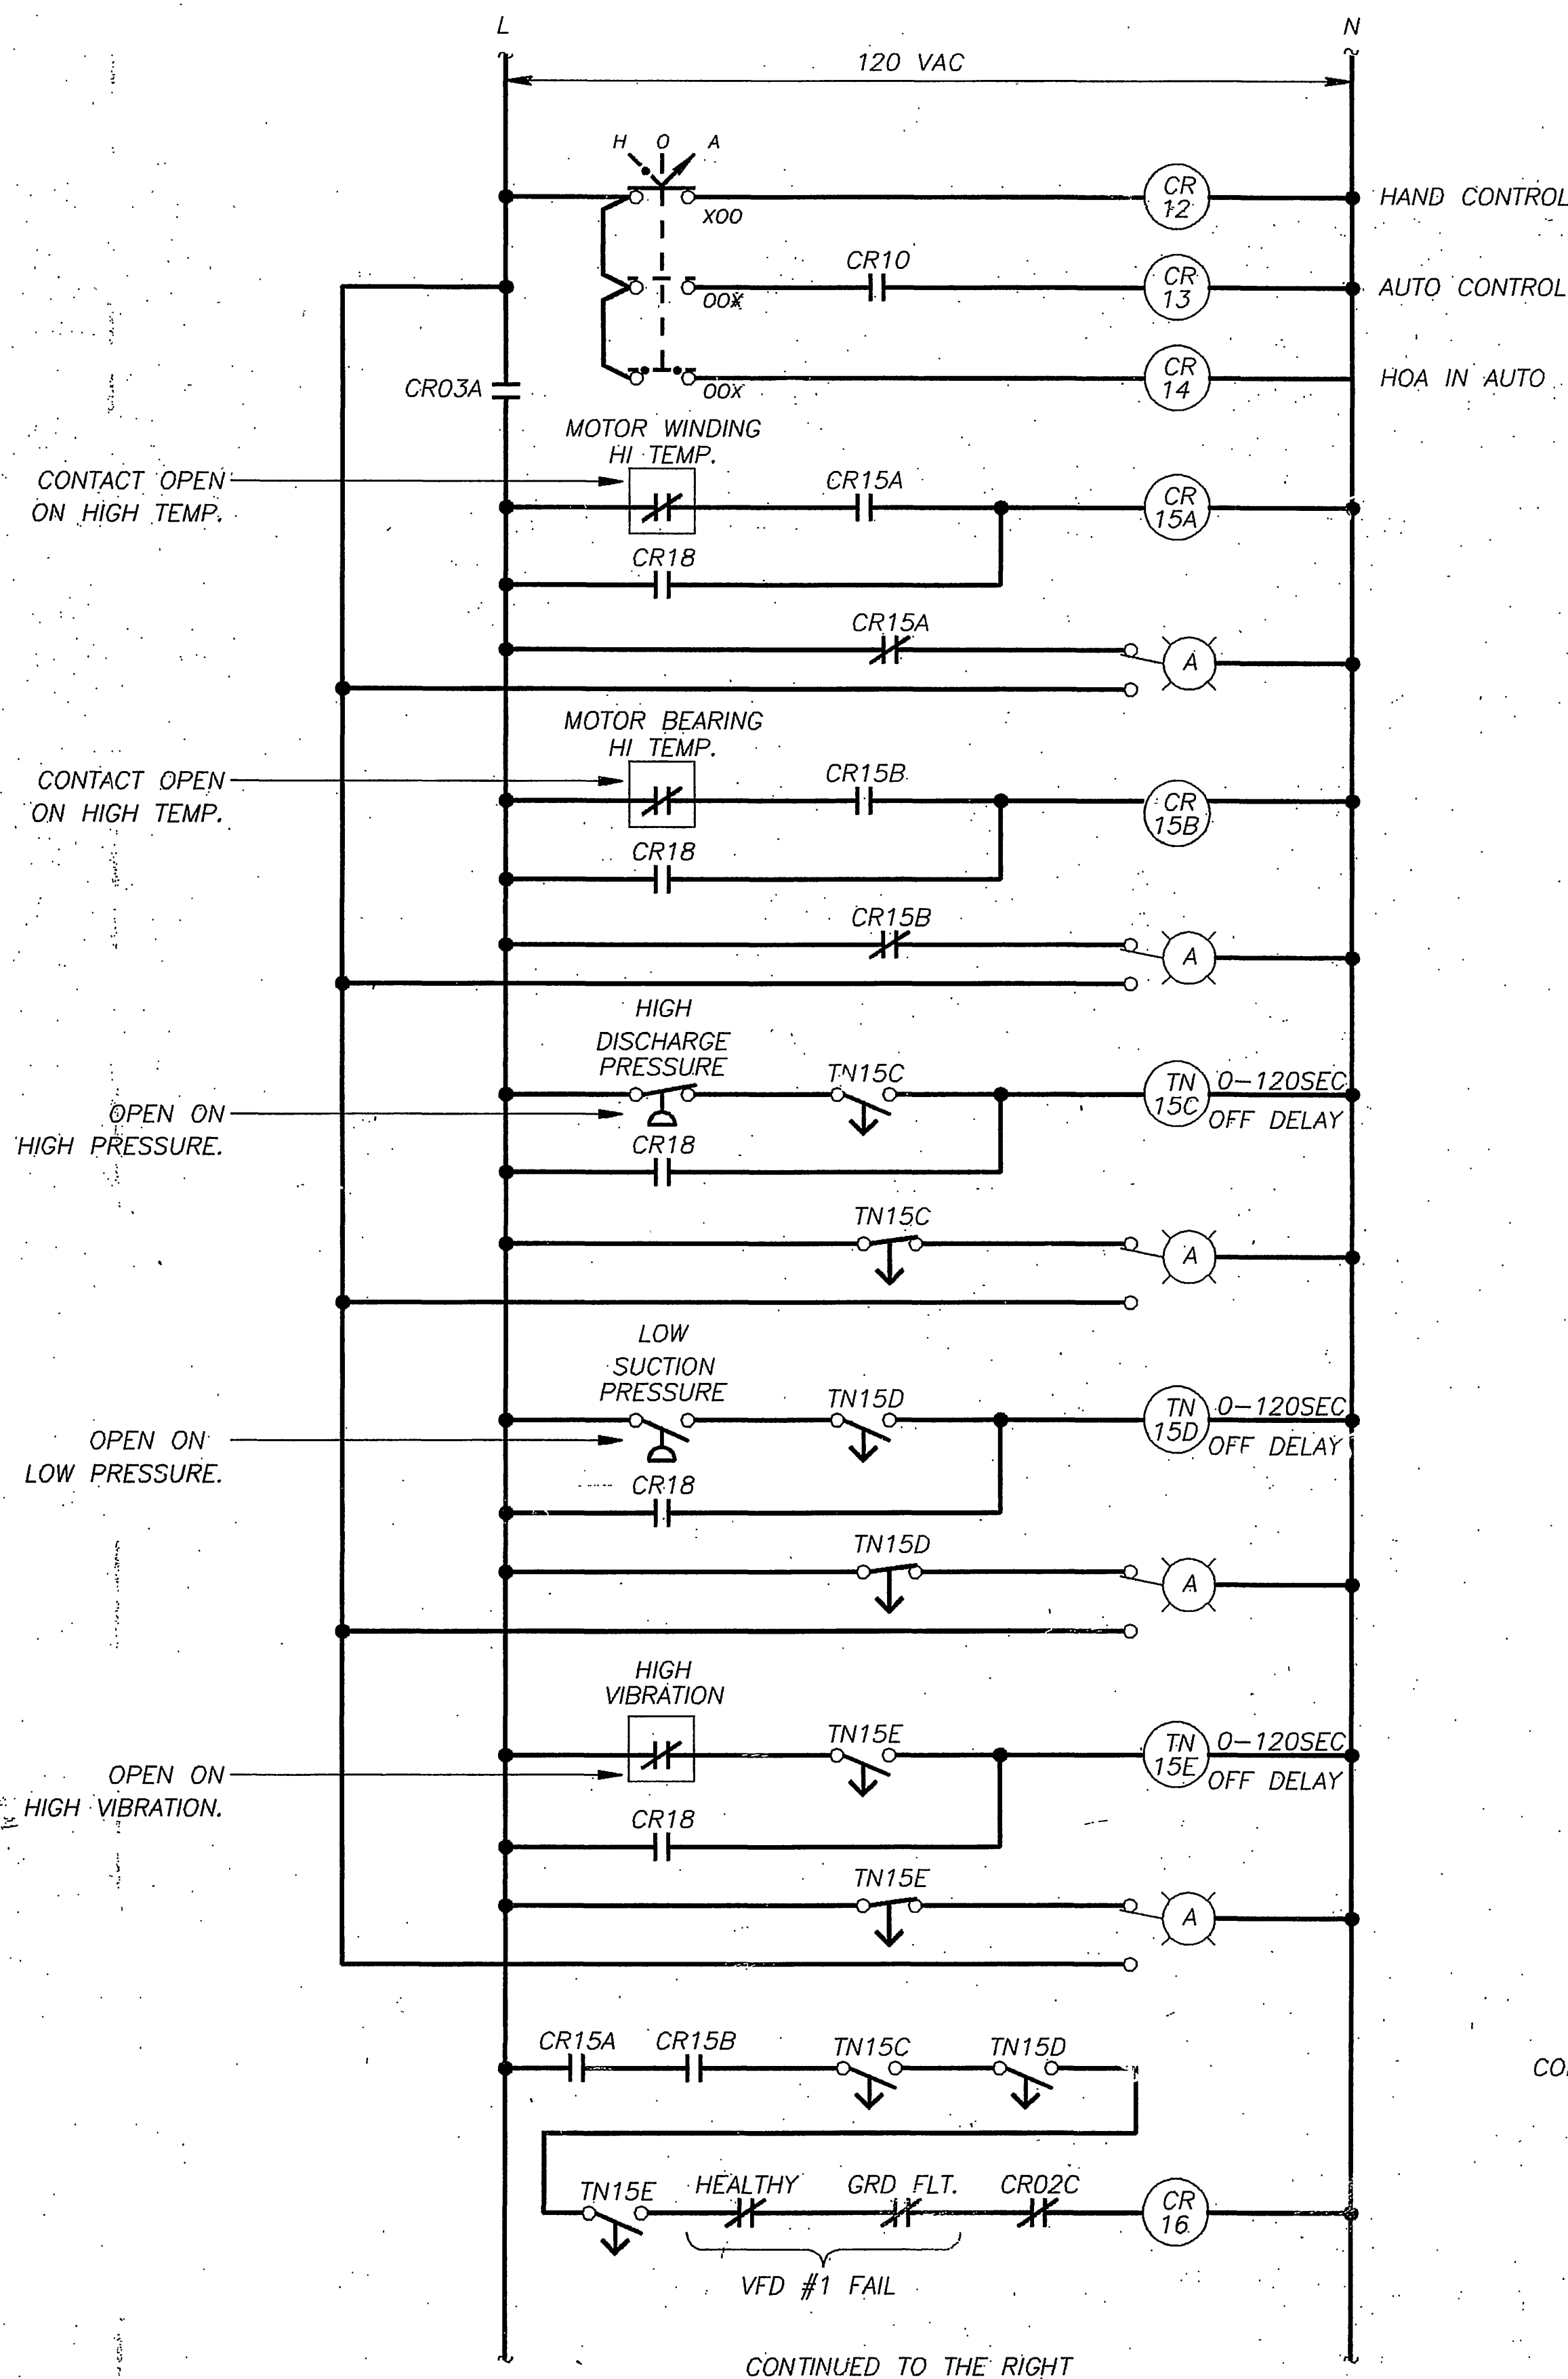 L
N
120 VAC
H O A
X00
CR
12
HAND CONTROL
CR10
00X
CR
13
AUTO CONTROL
CR03A
00X
CR
14
HOA IN AUTO
MOTOR WINDING
HI TEMP.
CONTACT OPEN
ON HIGH TEMP.
CR15A
CR
15A
CR18
CR15A
A
MOTOR BEARING
HI TEMP.
CONTACT OPEN
ON HIGH TEMP.
CR15B
CR
15B
CR18
CR15B
A
HIGH
DISCHARGE
PRESSURE
TN15C
TN
15C
0-120SEC
OFF DELAY
OPEN ON
HIGH PRESSURE.
CR18
TN15C
A
LOW
SUCTION
PRESSURE
TN15D
TN
15D
0-120SEC
OFF DELAY
OPEN ON
LOW PRESSURE.
CR18
TN15D
A
HIGH
VIBRATION
TN15E
TN
15E
0-120SEC
OFF DELAY
OPEN ON
HIGH VIBRATION.
CR18
TN15E
A
CR15A CR15B TN15C TN15D
TN15E HEALTHY GRD FLT. CR02C
CR
16
VFD #1 FAIL
CONTINUED TO THE RIGHT